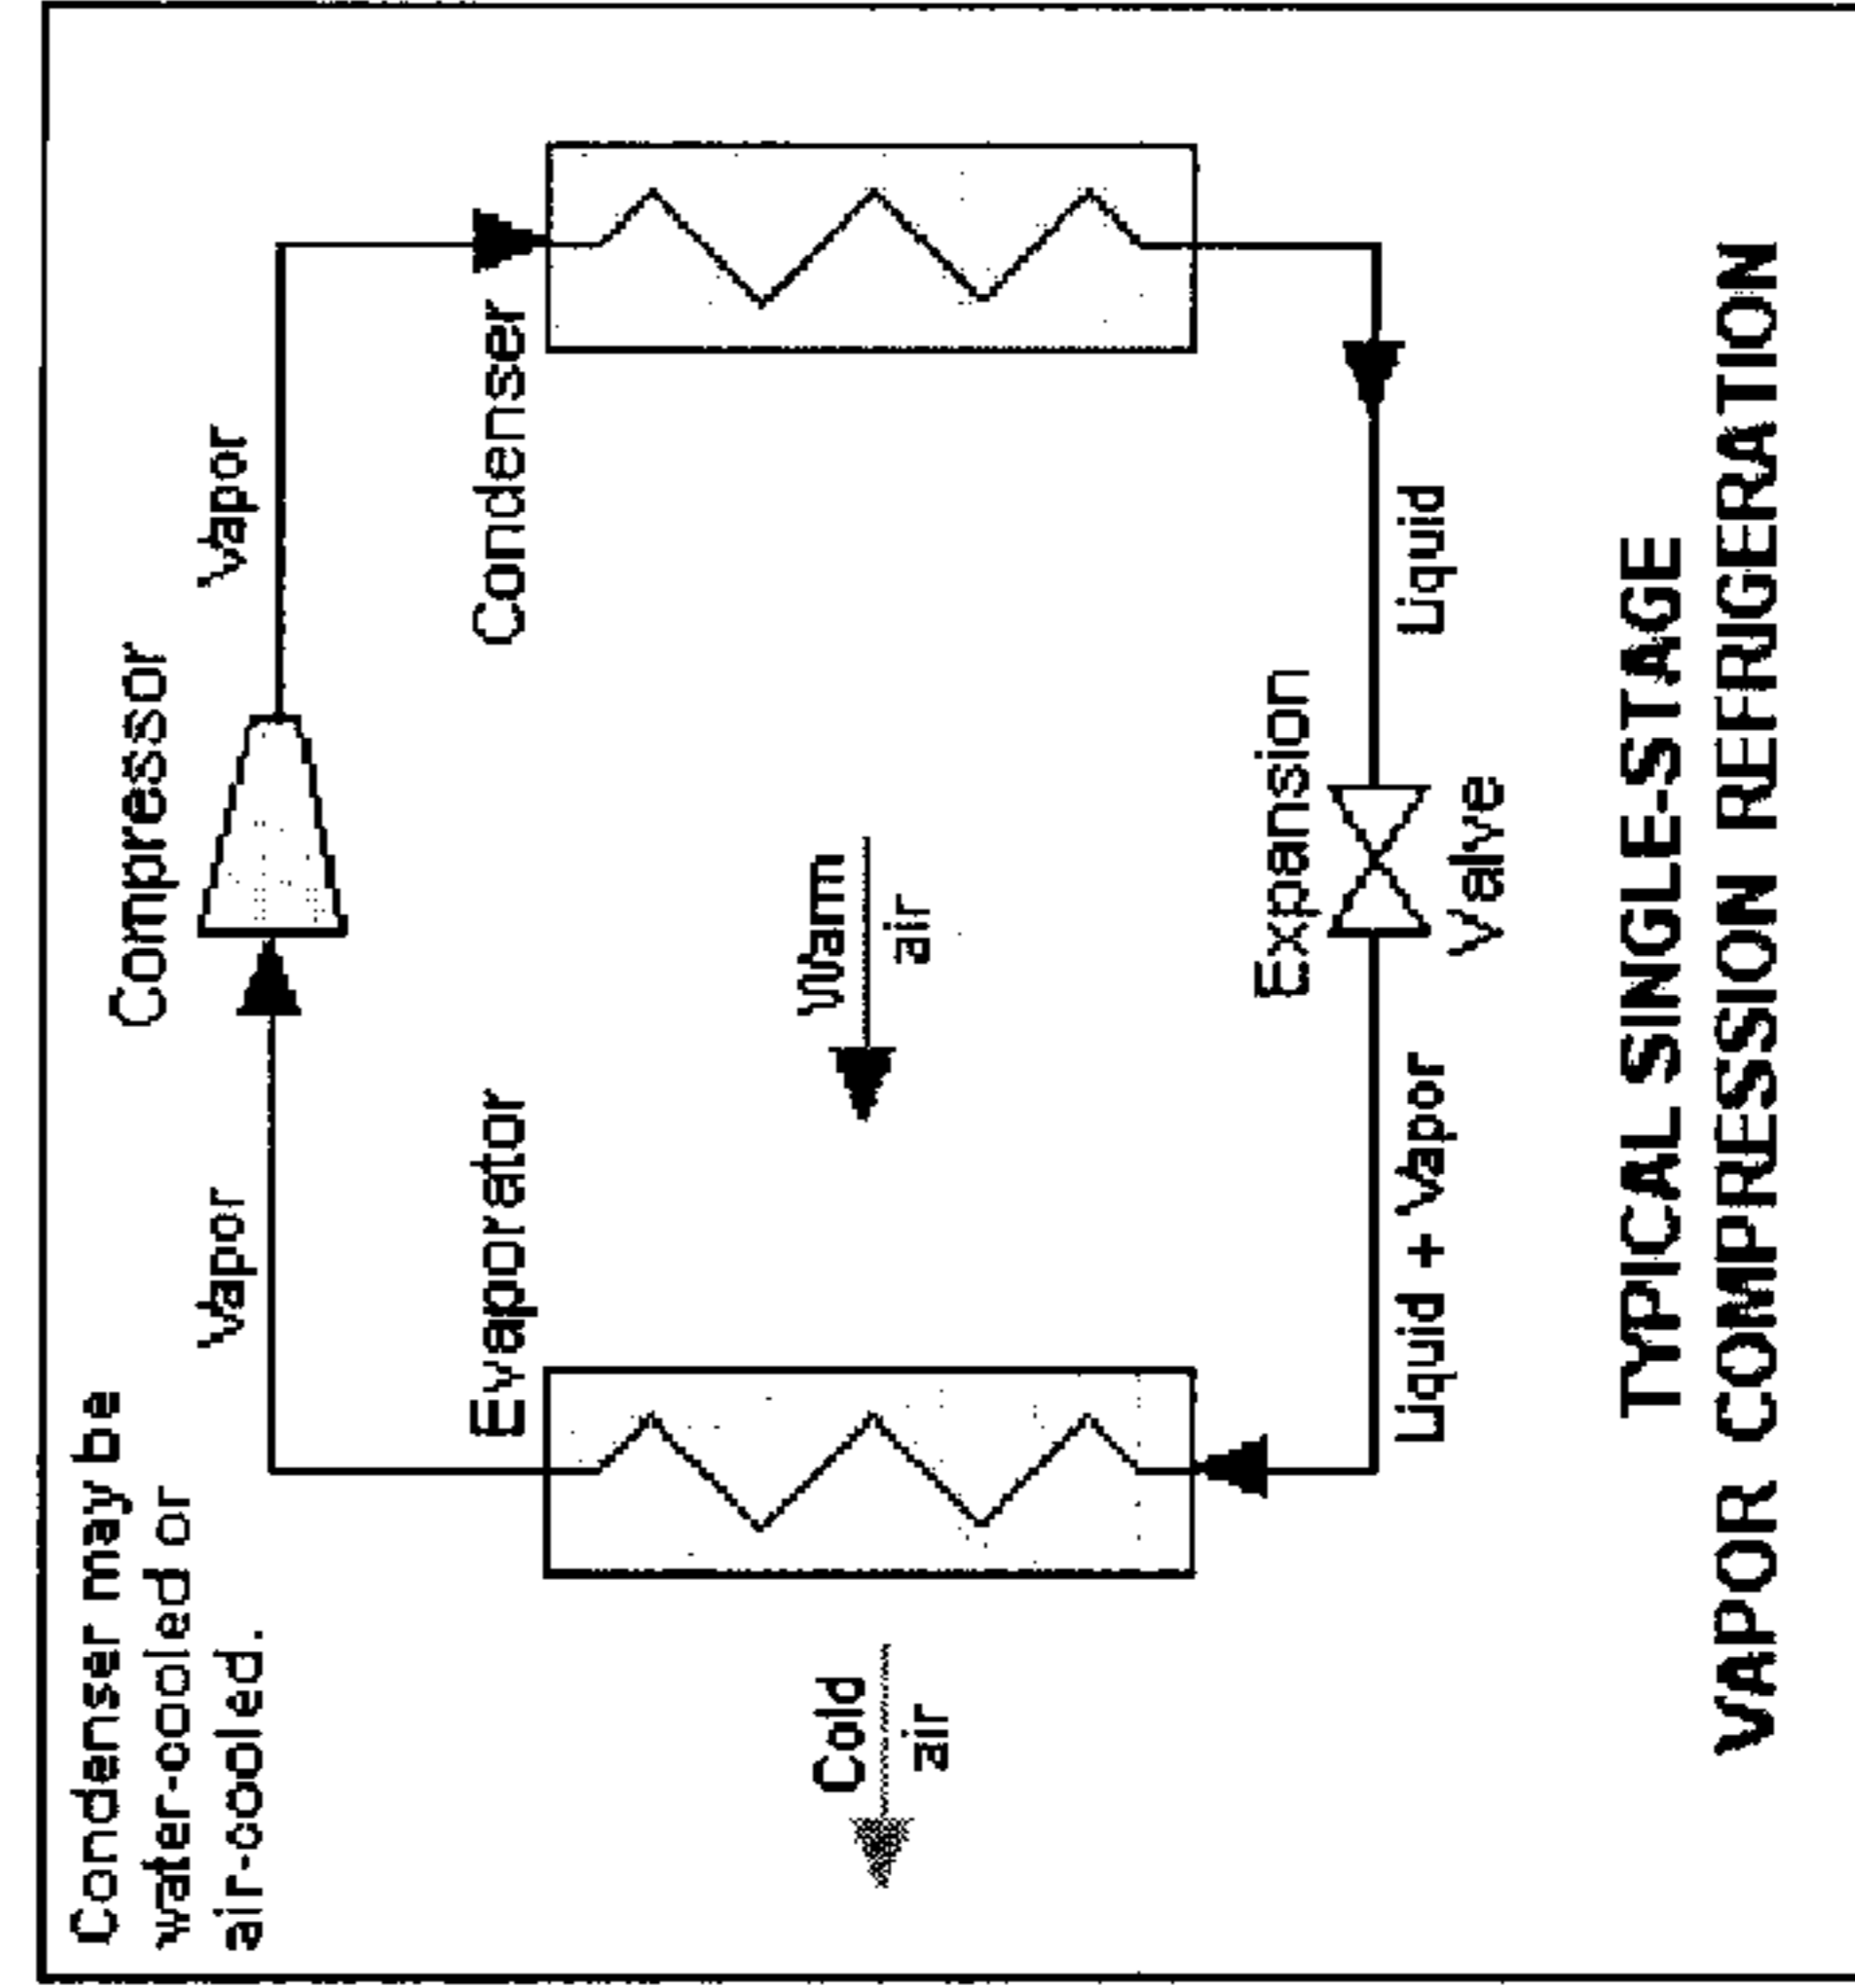 Condenser may be
water-cooled or
air-cooled.
Compressor
Vapor
Vapor
Evaporator
Condenser
Warm
air
Cold
air
Expansion
Valve
Liquid + Vapor
Liquid
TYPICAL SINGLE-STAGE
VAPOR COMPRESSION REFRIGERATION